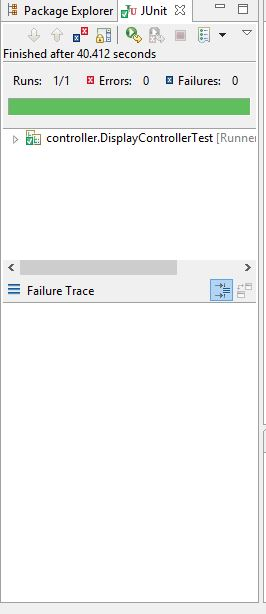 Package Explorer JUnit
Finished after 40.412 seconds
Runs: 1/1 Errors: 0 Failures: 0
controller.DisplayControllerTest [Runner
Failure Trace